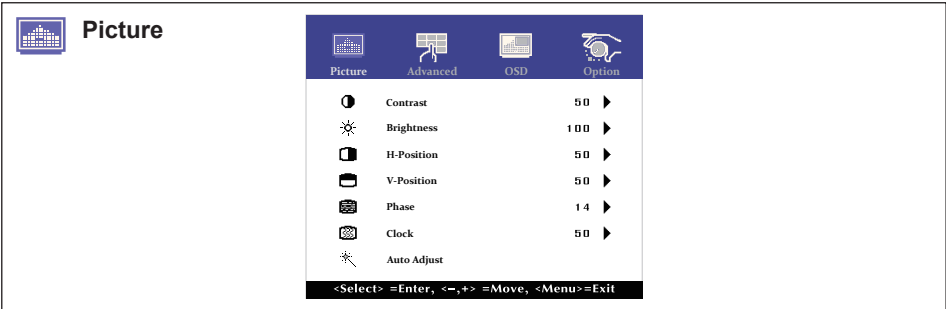 Picture
Picture Advanced OSD Option
Contrast 50
Brightness 100
H-Position 50
V-Position 50
Phase 14
Clock 50
Auto Adjust
<Select> =Enter, <−,+> =Move, <Menu>=Exit